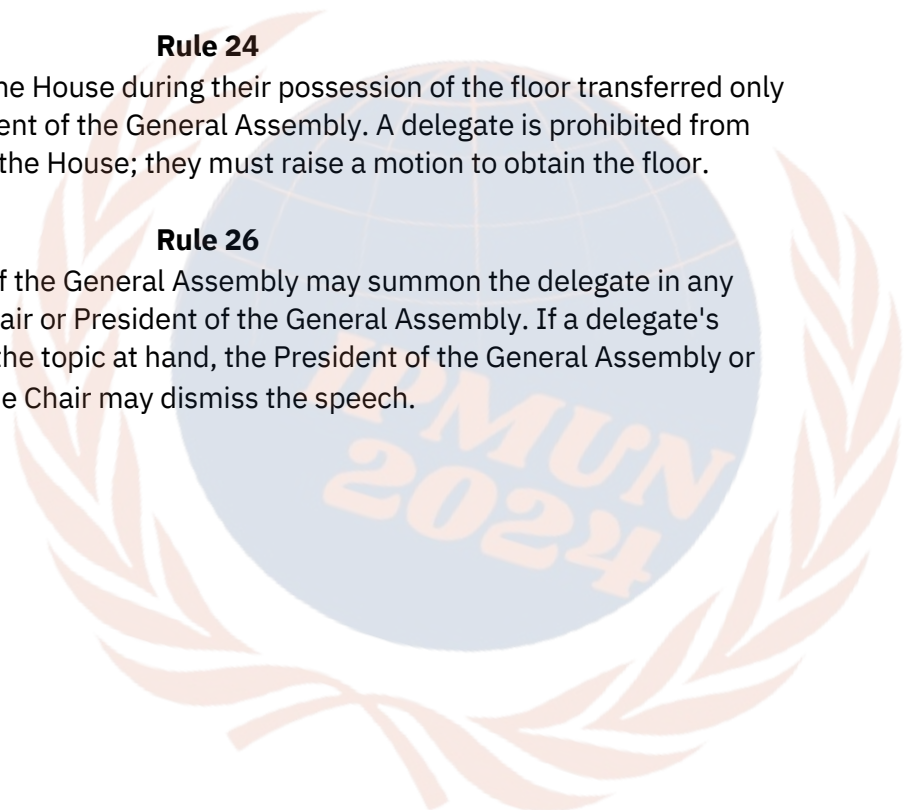 Rule 24
he House during their possession of the floor transferred only
ent of the General Assembly. A delegate is prohibited from
the House; they must raise a motion to obtain the floor.
Rule 26
f the General Assembly may summon the delegate in any
air or President of the General Assembly. If a delegate's
the topic at hand, the President of the General Assembly or
e Chair may dismiss the speech.
IPMUN
2024